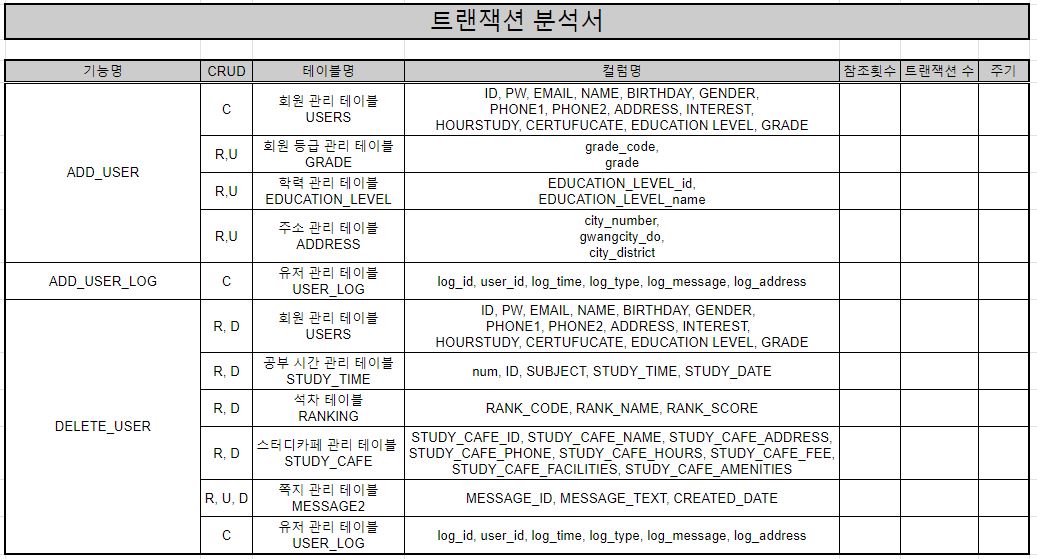 트랜잭션 분석서
기능명 CRUD 테이블명 컬럼명 참조횟수 트랜잭션 수 주기
ADD_USER
C
회원 관리 테이블
USERS
ID, PW, EMAIL, NAME, BIRTHDAY, GENDER,
PHONE1, PHONE2, ADDRESS, INTEREST,
HOURSTUDY, CERTUFUCATE, EDUCATION LEVEL, GRADE
R,U
회원 등급 관리 테이블
GRADE
grade_code,
grade
R,U
학력 관리 테이블
EDUCATION_LEVEL
EDUCATION_LEVEL_id,
EDUCATION_LEVEL_name
R,U
주소 관리 테이블
ADDRESS
city_number,
gwangcity_do,
city_district
ADD_USER_LOG
C
유저 관리 테이블
USER_LOG
log_id, user_id, log_time, log_type, log_message, log_address
DELETE_USER
R, D
회원 관리 테이블
USERS
ID, PW, EMAIL, NAME, BIRTHDAY, GENDER,
PHONE1, PHONE2, ADDRESS, INTEREST,
HOURSTUDY, CERTUFUCATE, EDUCATION LEVEL, GRADE
R, D
공부 시간 관리 테이블
STUDY_TIME
num, ID, SUBJECT, STUDY_TIME, STUDY_DATE
R, D
석차 테이블
RANKING
RANK_CODE, RANK_NAME, RANK_SCORE
R, D
스터디카페 관리 테이블
STUDY_CAFE
STUDY_CAFE_ID, STUDY_CAFE_NAME, STUDY_CAFE_ADDRESS,
STUDY_CAFE_PHONE, STUDY_CAFE_HOURS, STUDY_CAFE_FEE,
STUDY_CAFE_FACILITIES, STUDY_CAFE_AMENITIES
R, U, D
쪽지 관리 테이블
MESSAGE2
MESSAGE_ID, MESSAGE_TEXT, CREATED_DATE
C
유저 관리 테이블
USER_LOG
log_id, user_id, log_time, log_type, log_message, log_address